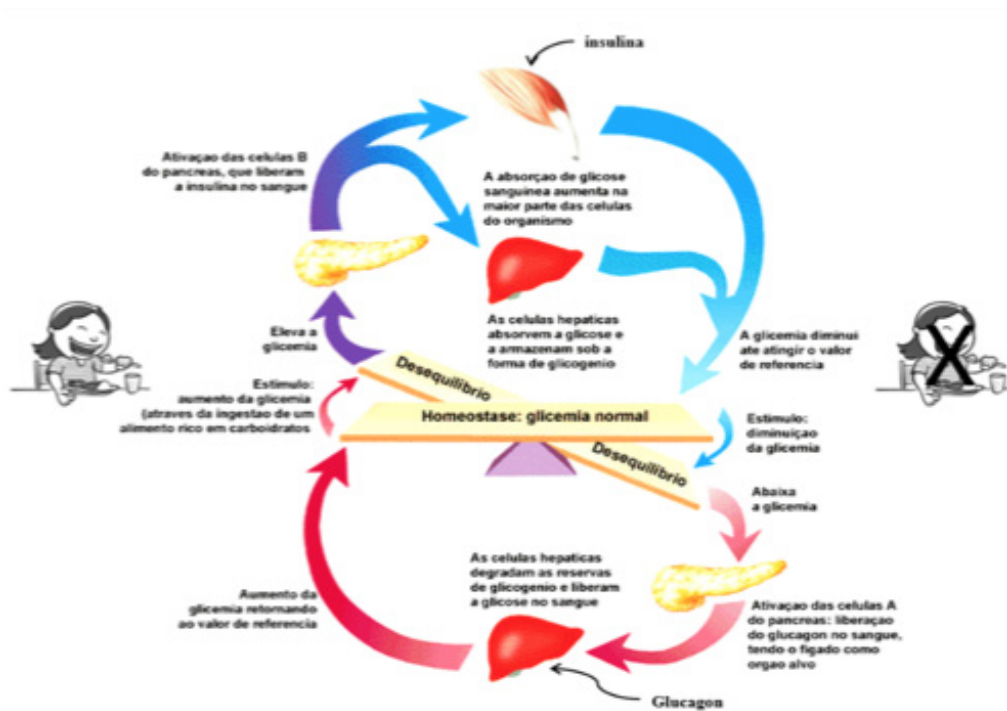 insulina
Ativaçao das celulas B
do pancreas, que liberam
a insulina no sangue
A absorçao de glicose
sanguinea aumenta na
maior parte das celulas
do organismo
Eleva a
glicemia
As celulas hepaticas
absorvem a glicose e
a armazenam sob a
forma de glicogenio
A glicemia diminui
ate atingir o valor
de referencia
Estimulo:
aumento da glicemia
(atraves da ingestao de um
alimento rico em carboidratos
Desequilíbrio
Homeostase: glicemia normal
Desequilíbrio
Estimulo:
diminuiçao
da glicemia
Abaixa
a glicemia
As celulas hepaticas
degradam as reservas
de glicogenio e liberam
a glicose no sangue
Aumento da
glicemia retornando
ao valor de referencia
Ativaçao das celulas A
do pancreas: liberaçao
do glucagon no sangue,
tendo o figado como
orgao alvo
Glucagon
X